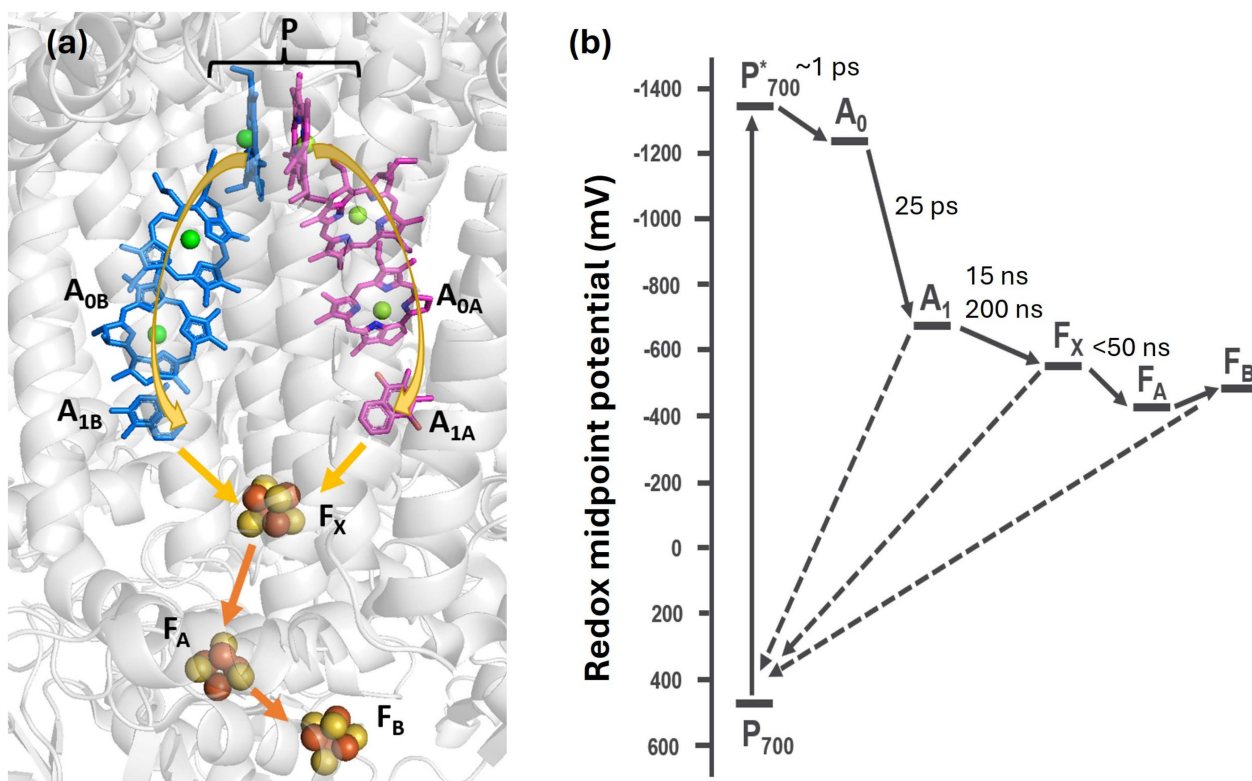 (a)
P
A0B
A0A
A1B
A1A
FX
FA
FB
(b)
Redox midpoint potential (mV)
-1400
-1200
-1000
-800
-600
-400
-200
0
200
400
600
P*700
~1 ps
A0
25 ps
A1
15 ns
200 ns
FX
<50 ns
FA
FB
P700